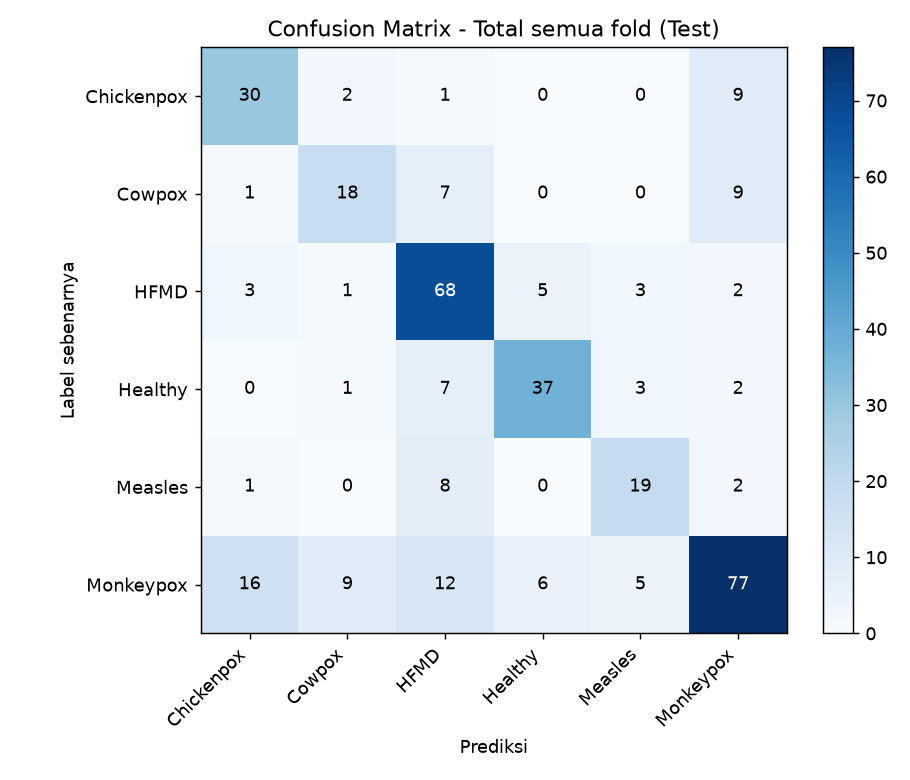 Confusion Matrix - Total semua fold (Test)
Label sebenarnya
Chickenpox 30 2 1 0 0 9
Cowpox 1 18 7 0 0 9
HFMD 3 1 68 5 3 2
Healthy 0 1 7 37 3 2
Measles 1 0 8 0 19 2
Monkeypox 16 9 12 6 5 77
Chickenpox Cowpox HFMD Healthy Measles Monkeypox
Prediksi
70
60
50
40
30
20
10
0